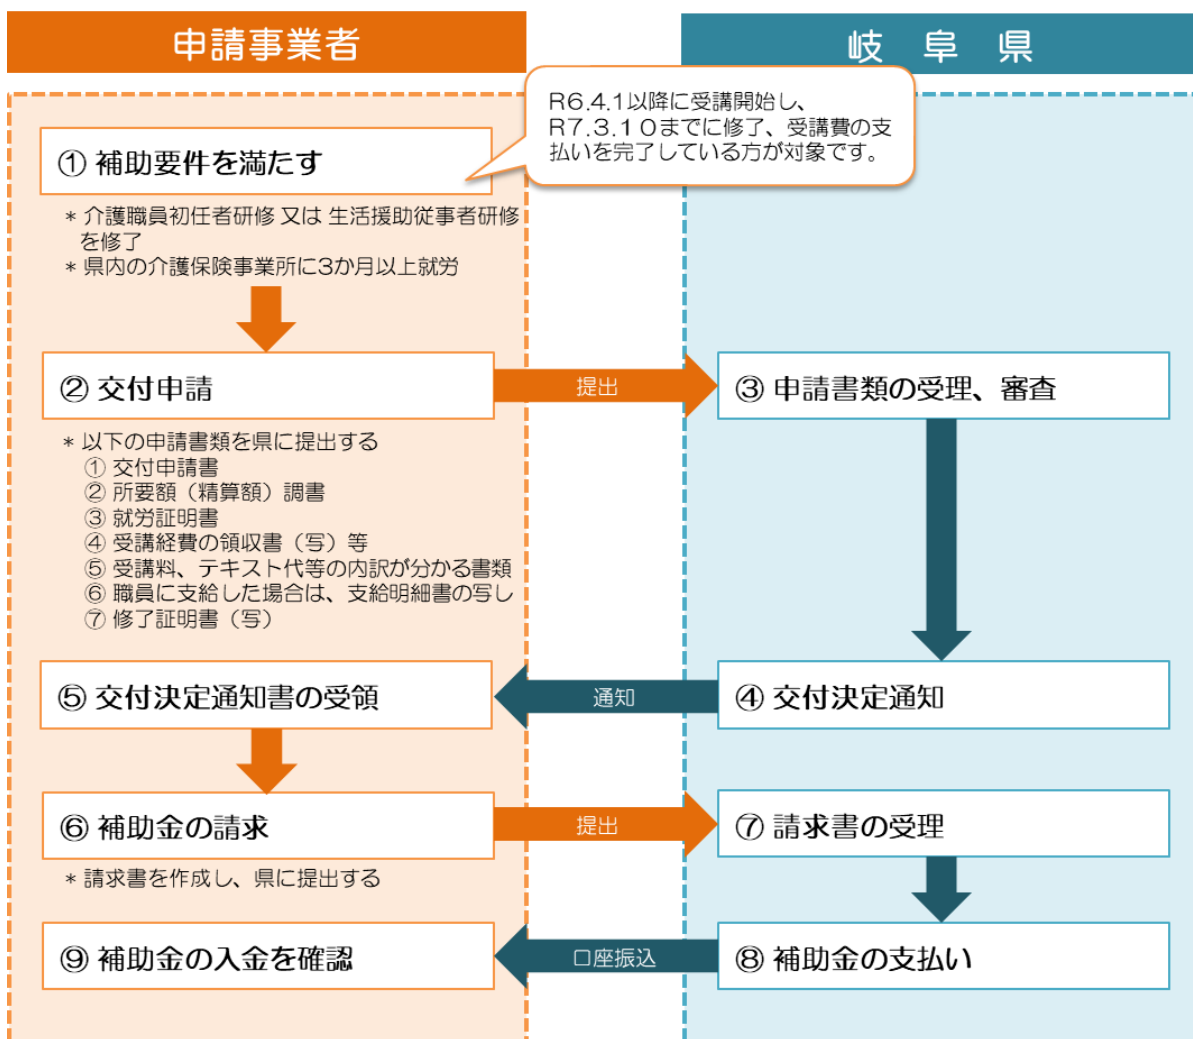 申請事業者
岐 阜 県
R6.4.1以降に受講開始し、
R7.3.10までに修了、受講費の支
払いを完了している方が対象です。
① 補助要件を満たす
* 介護職員初任者研修 又は 生活援助従事者研修
を修了
* 県内の介護保険事業所に3か月以上就労
② 交付申請
提出
③ 申請書類の受理、審査
* 以下の申請書類を県に提出する
① 交付申請書
② 所要額（精算額）調書
③ 就労証明書
④ 受講経費の領収書（写）等
⑤ 受講料、テキスト代等の内訳が分かる書類
⑥ 職員に支給した場合は、支給明細書の写し
⑦ 修了証明書（写）
⑤ 交付決定通知書の受領
通知
④ 交付決定通知
⑥ 補助金の請求
提出
⑦ 請求書の受理
* 請求書を作成し、県に提出する
⑨ 補助金の入金を確認
口座振込
⑧ 補助金の支払い